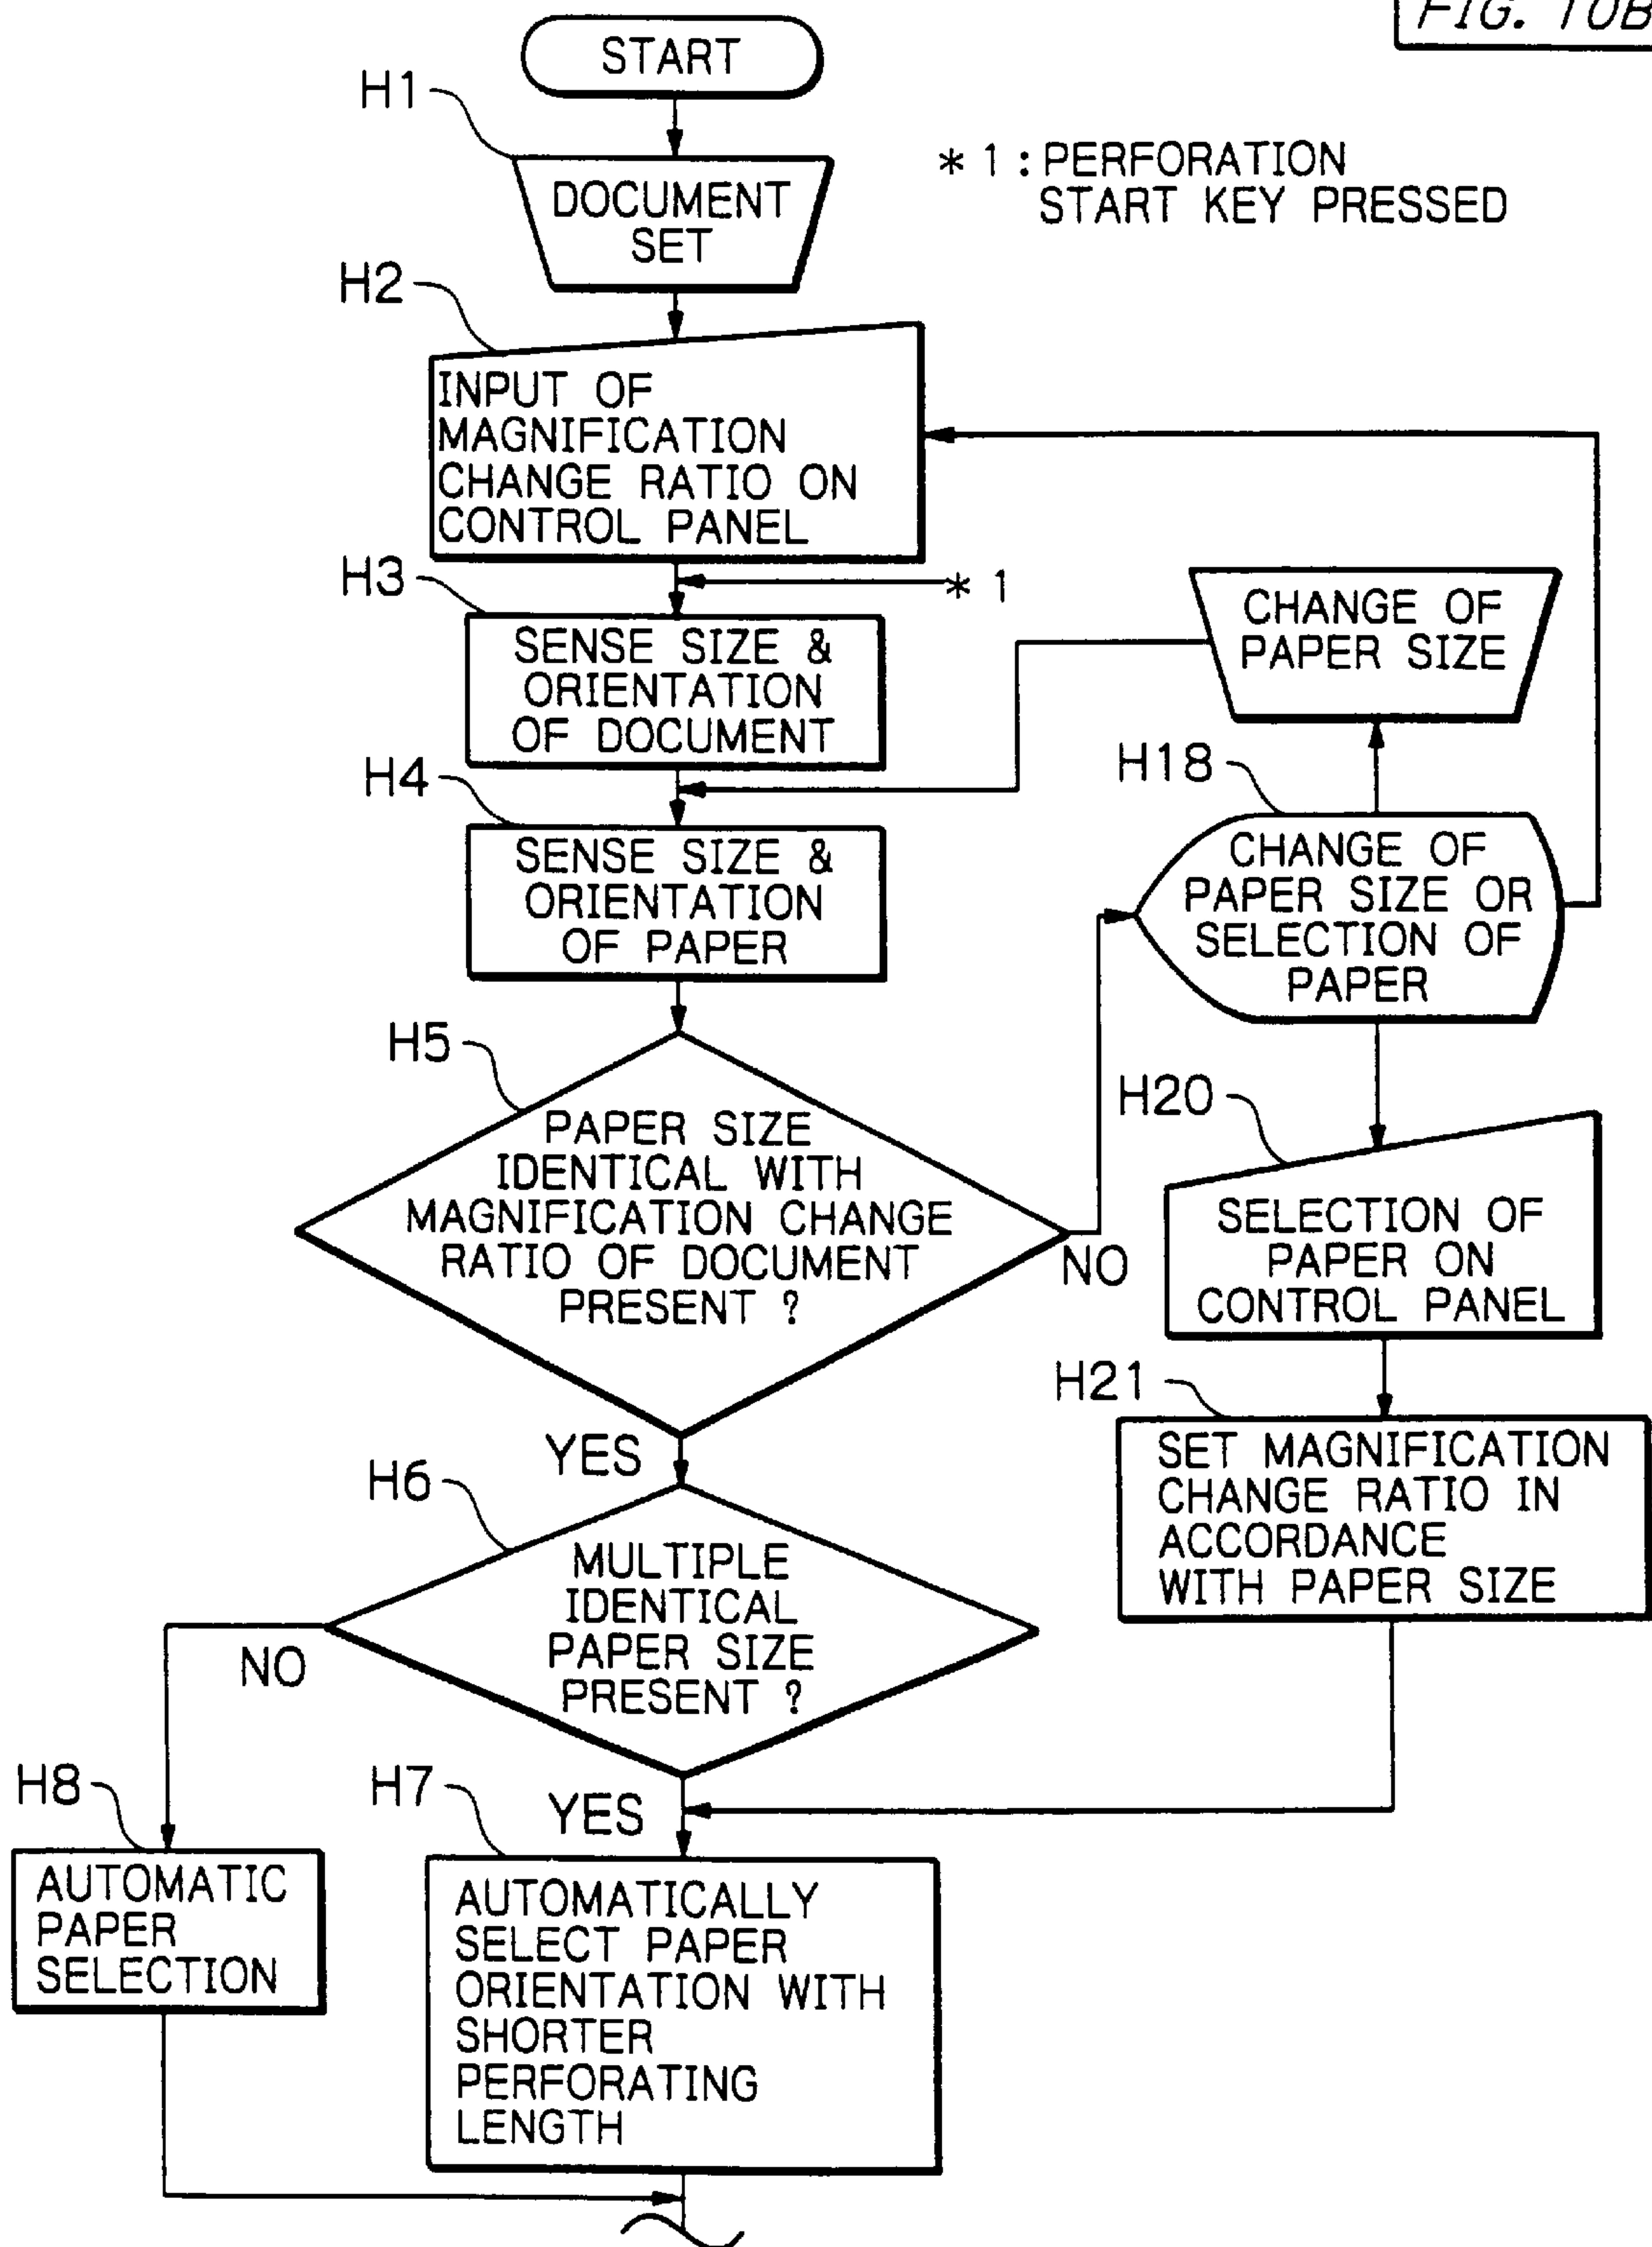 FIG. 10B
START
H1
DOCUMENT
SET
* 1 : PERFORATION
START KEY PRESSED
H2
INPUT OF
MAGNIFICATION
CHANGE RATIO ON
CONTROL PANEL
* 1
H3
SENSE SIZE &
ORIENTATION
OF DOCUMENT
CHANGE OF
PAPER SIZE
H4
SENSE SIZE &
ORIENTATION
OF PAPER
H18
CHANGE OF
PAPER SIZE OR
SELECTION OF
PAPER
H5
PAPER SIZE
IDENTICAL WITH
MAGNIFICATION CHANGE
RATIO OF DOCUMENT
PRESENT ?
NO
YES
H20
SELECTION OF
PAPER ON
CONTROL PANEL
H21
SET MAGNIFICATION
CHANGE RATIO IN
ACCORDANCE
WITH PAPER SIZE
H6
MULTIPLE
IDENTICAL
PAPER SIZE
PRESENT ?
NO
YES
H8
AUTOMATIC
PAPER
SELECTION
H7
AUTOMATICALLY
SELECT PAPER
ORIENTATION WITH
SHORTER
PERFORATING
LENGTH